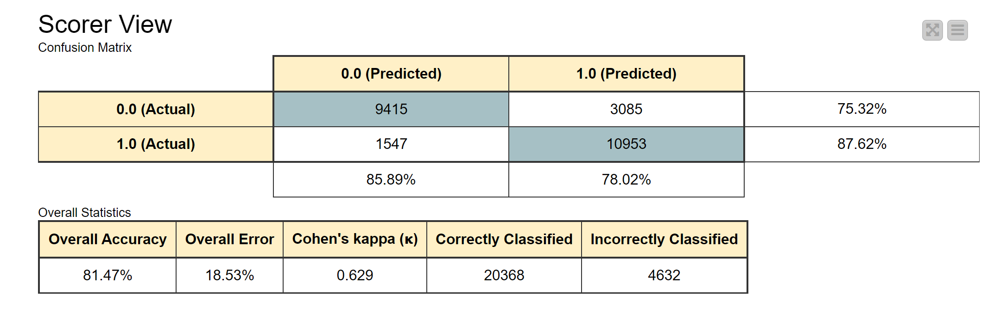 Scorer View
Confusion Matrix
0.0 (Predicted) 1.0 (Predicted)
0.0 (Actual) 9415 3085 75.32%
1.0 (Actual) 1547 10953 87.62%
85.89% 78.02%
Overall Statistics
Overall Accuracy Overall Error Cohen's kappa (κ) Correctly Classified Incorrectly Classified
81.47% 18.53% 0.629 20368 4632